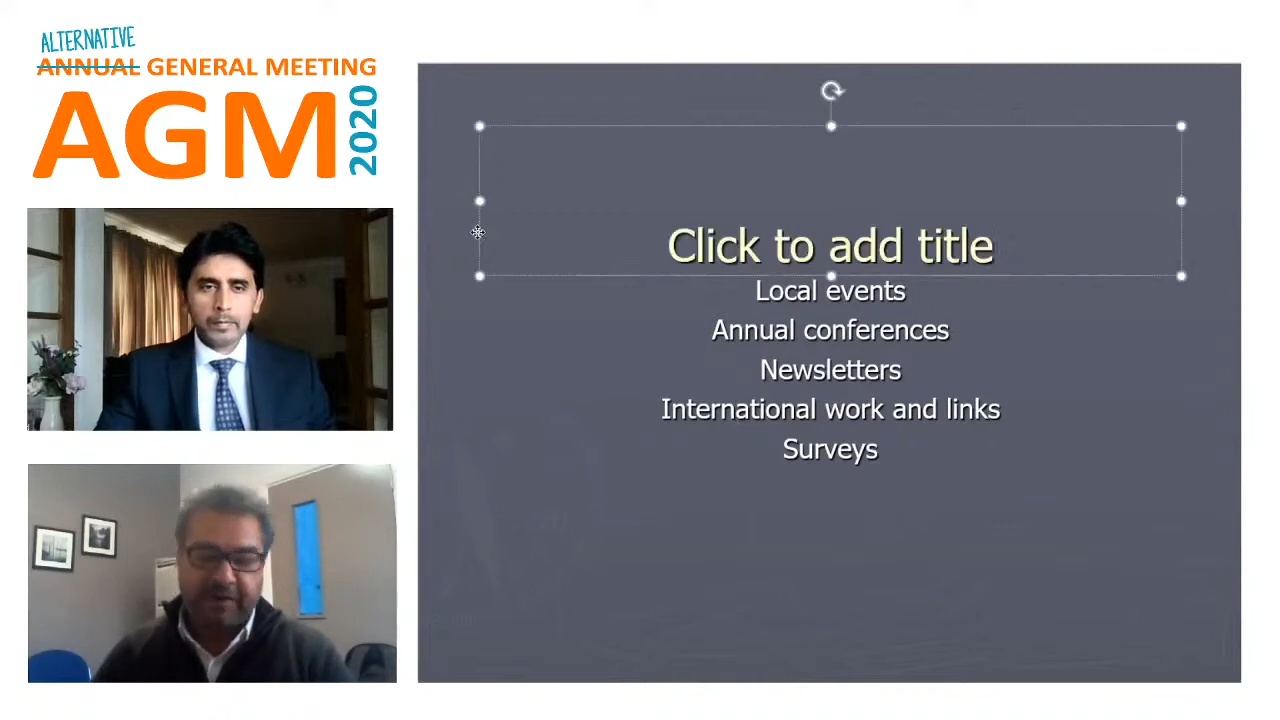 ALTERNATIVE
ANNUAL GENERAL MEETING
AGM 2020
Click to add title
Local events
Annual conferences
Newsletters
International work and links
Surveys